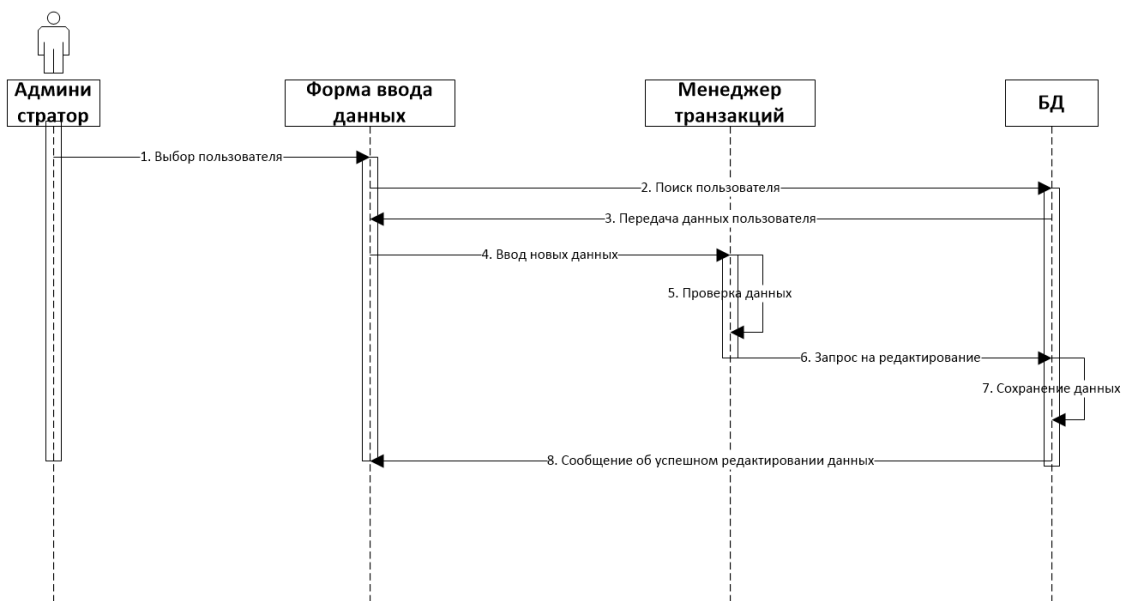 Админи
стратор
Форма ввода
данных
Менеджер
транзакций
БД
1. Выбор пользователя
2. Поиск пользователя
3. Передача данных пользователя
4. Ввод новых данных
5. Проверка данных
6. Запрос на редактирование
7. Сохранение данных
8. Сообщение об успешном редактировании данных